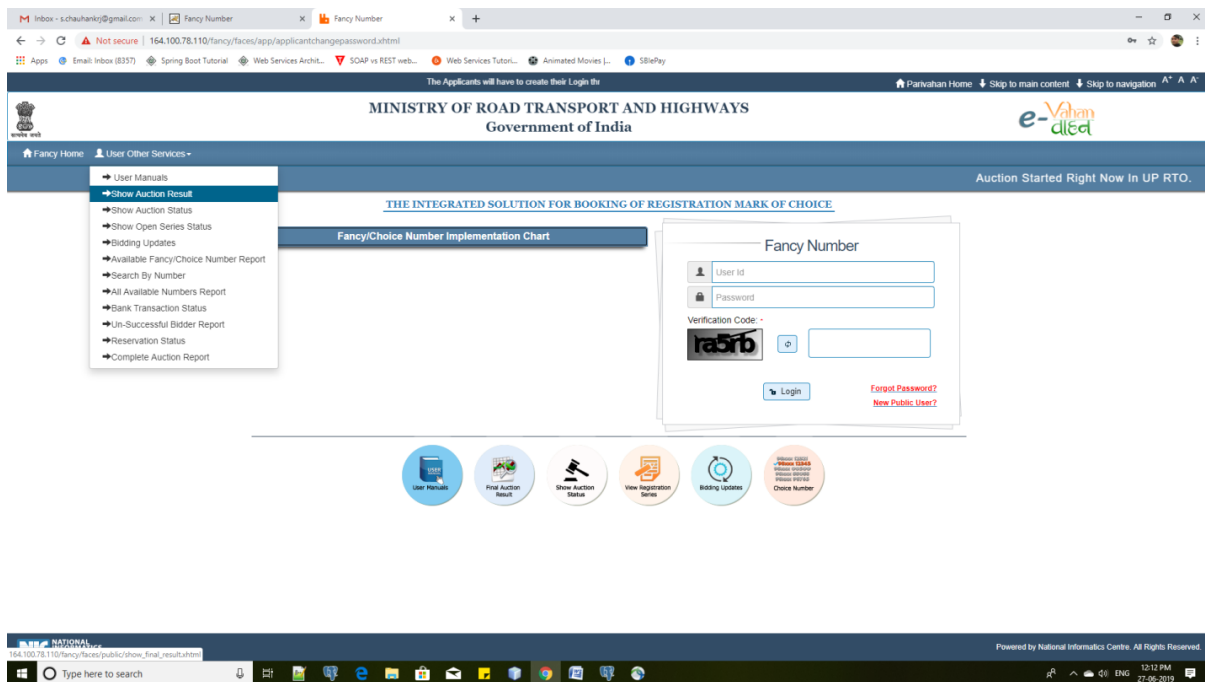 Inbox - s.chauhankrj@gmail.com
Fancy Number
Fancy Number
Not secure | 164.100.78.110/fancy/faces/app/applicantchangepassword.xhtml
Apps Email: Inbox (8357) Spring Boot Tutorial Web Services Archit... SOAP vs REST web... Web Services Tutori... Animated Movies |... SBIePay
The Applicants will have to create their Login thr
Parivahan Home Skip to main content Skip to navigation A+ A A-
सत्यमेव जयते
MINISTRY OF ROAD TRANSPORT AND HIGHWAYS
Government of India
e-Vahan
वाहन
Fancy Home User Other Services
Auction Started Right Now In UP RTO.
User Manuals
Show Auction Result
Show Auction Status
Show Open Series Status
Bidding Updates
Available Fancy/Choice Number Report
Search By Number
All Available Numbers Report
Bank Transaction Status
Un-Successful Bidder Report
Reservation Status
Complete Auction Report
THE INTEGRATED SOLUTION FOR BOOKING OF REGISTRATION MARK OF CHOICE
Fancy/Choice Number Implementation Chart
Fancy Number
User Id
Password
Verification Code: -
ra5rb
Login
Forgot Password?
New Public User?
USER
User Manuals
Final Auction
Result
Show Auction
Status
View Registration
Series
Bidding Updates
Choice Number
NATIONAL
164.100.78.110/fancy/faces/public/show_final_result.xhtml
Powered by National Informatics Centre. All Rights Reserved.
Type here to search
ENG
12:12 PM
27-06-2019